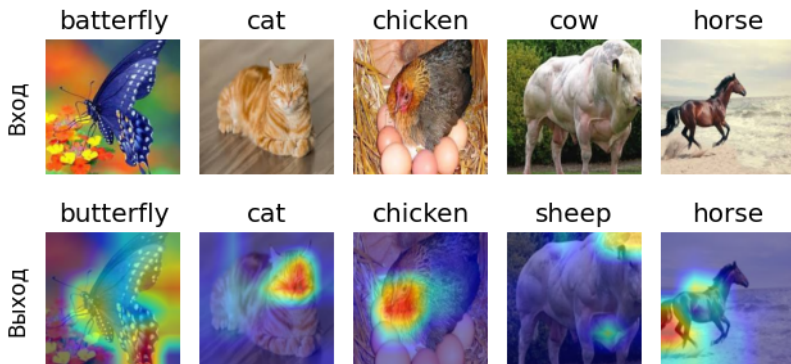 batterfly cat chicken cow horse
Вход
butterfly cat chicken sheep horse
Выход